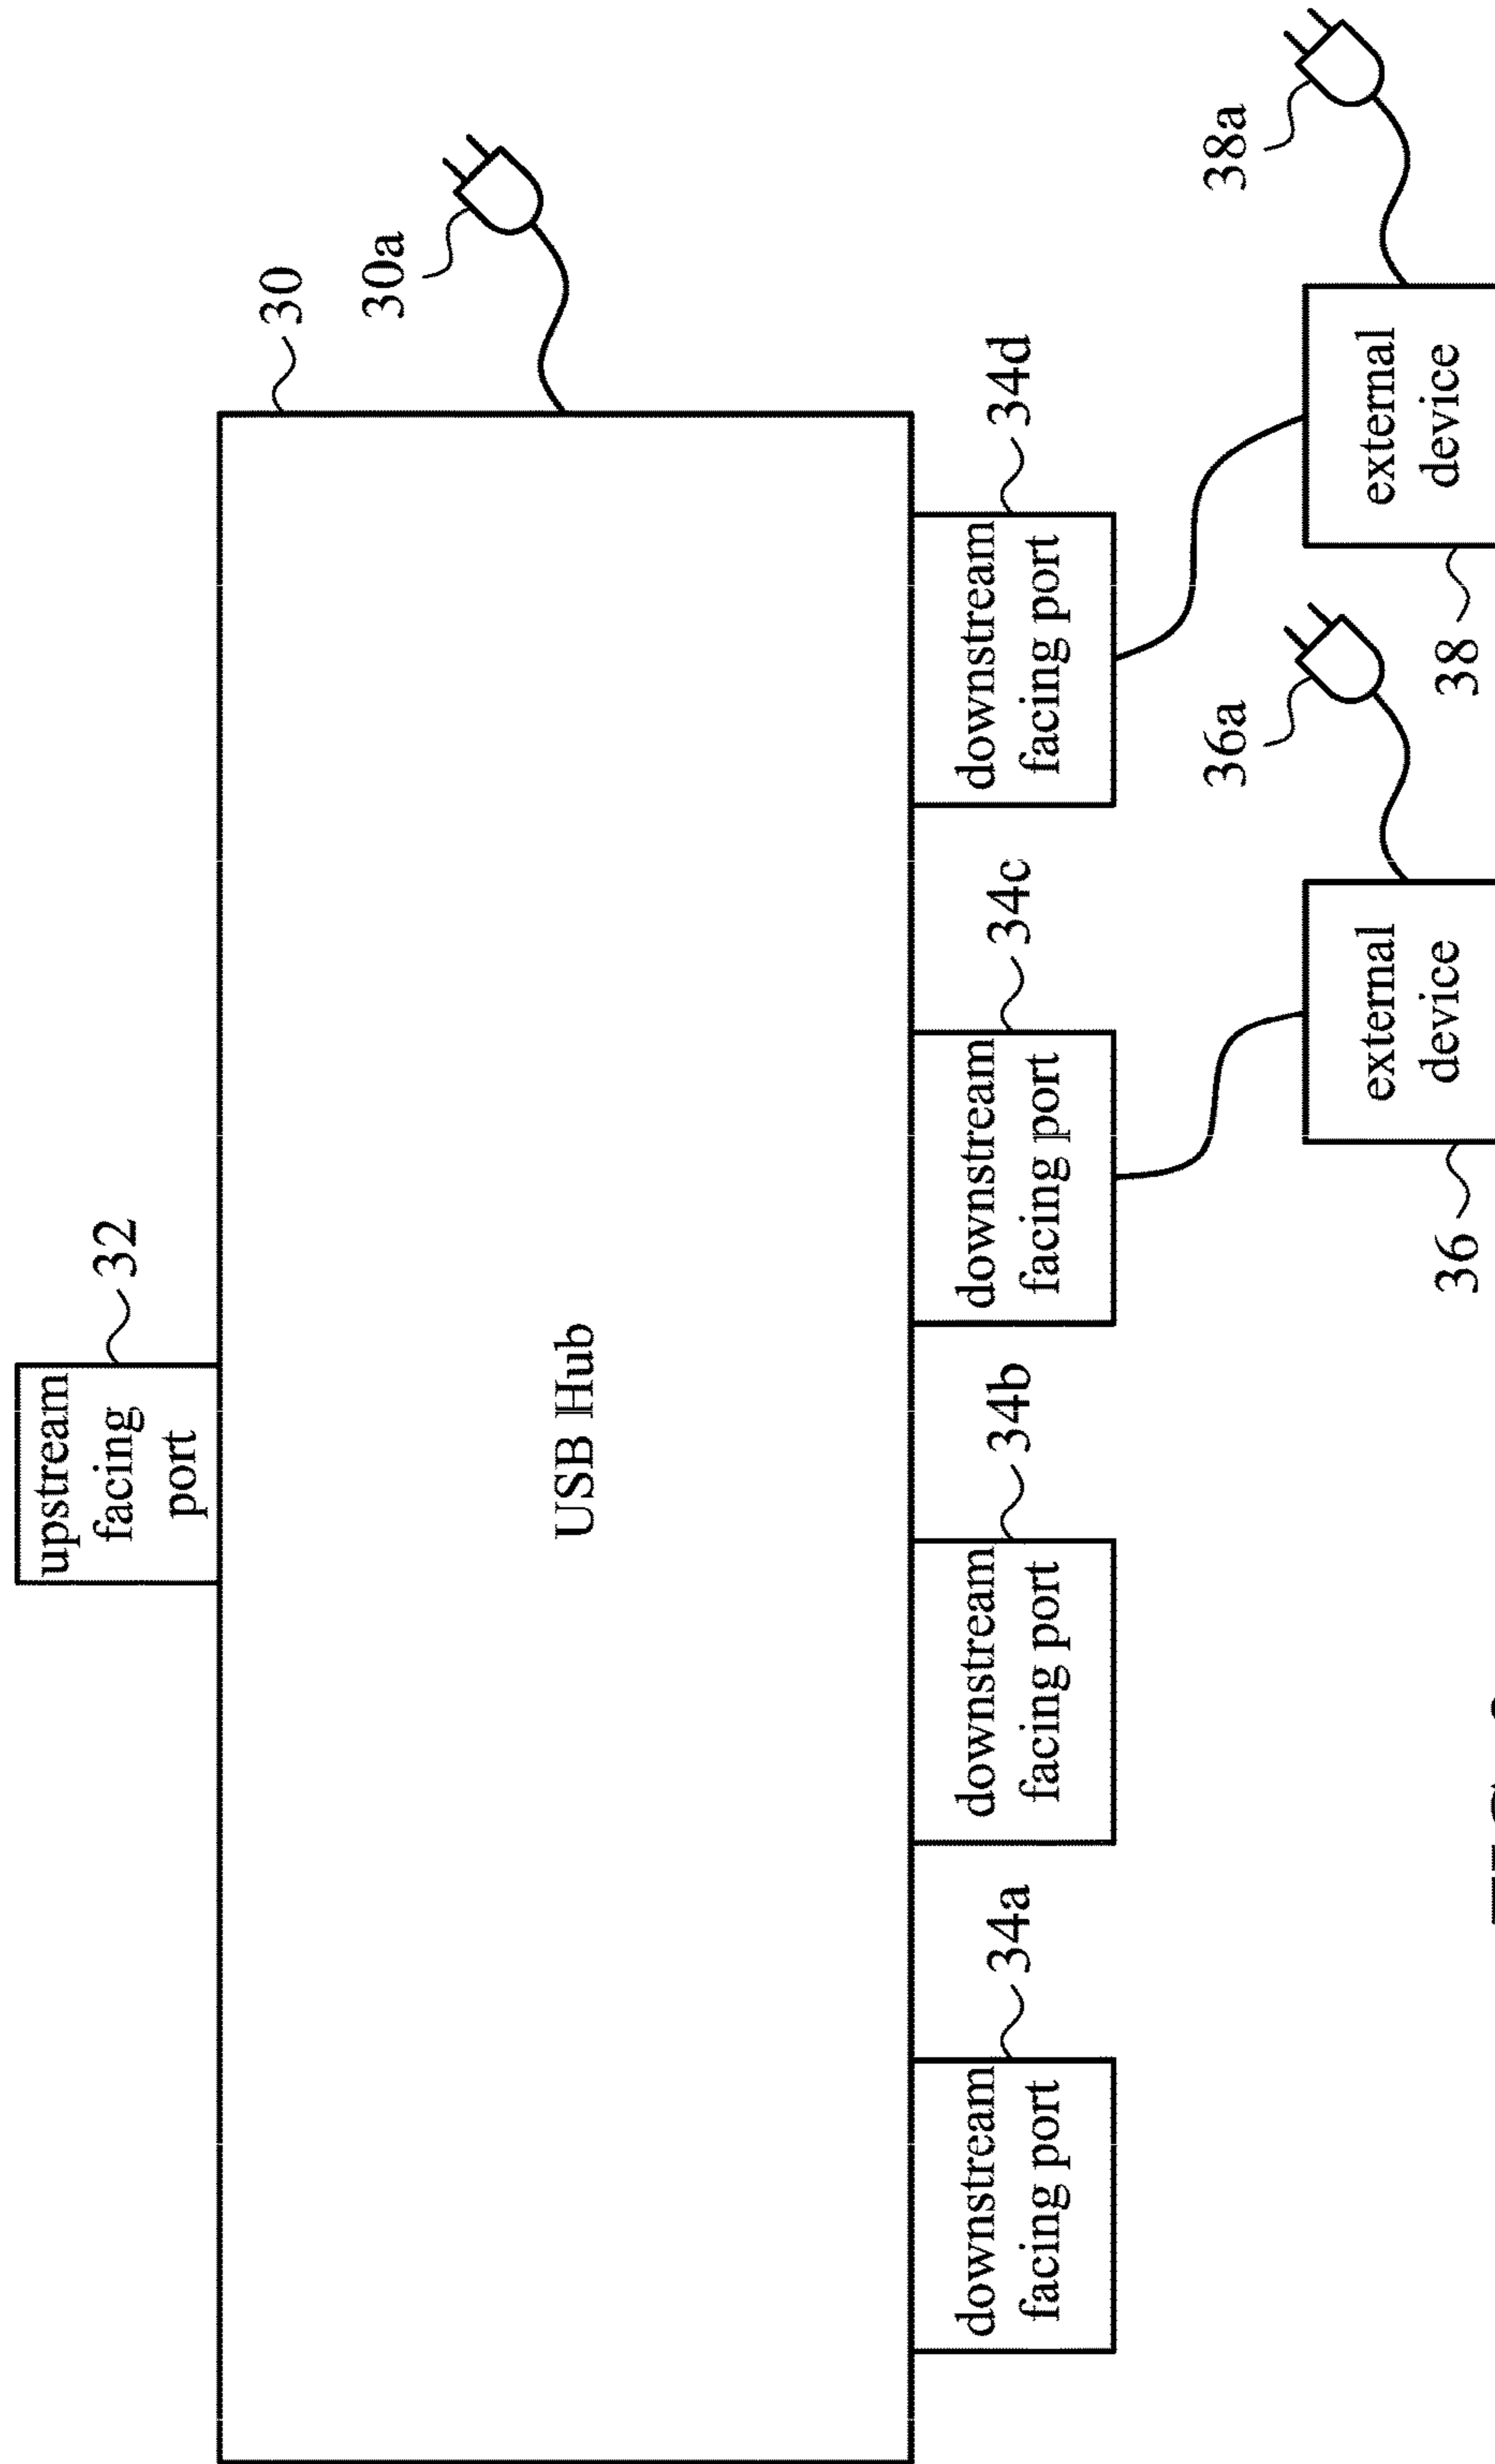 upstream
facing
port
32
30
30a
USB Hub
downstream
facing port
34a
downstream
facing port
34b
downstream
facing port
34c
downstream
facing port
34d
36a
38a
external
device
36
external
device
38